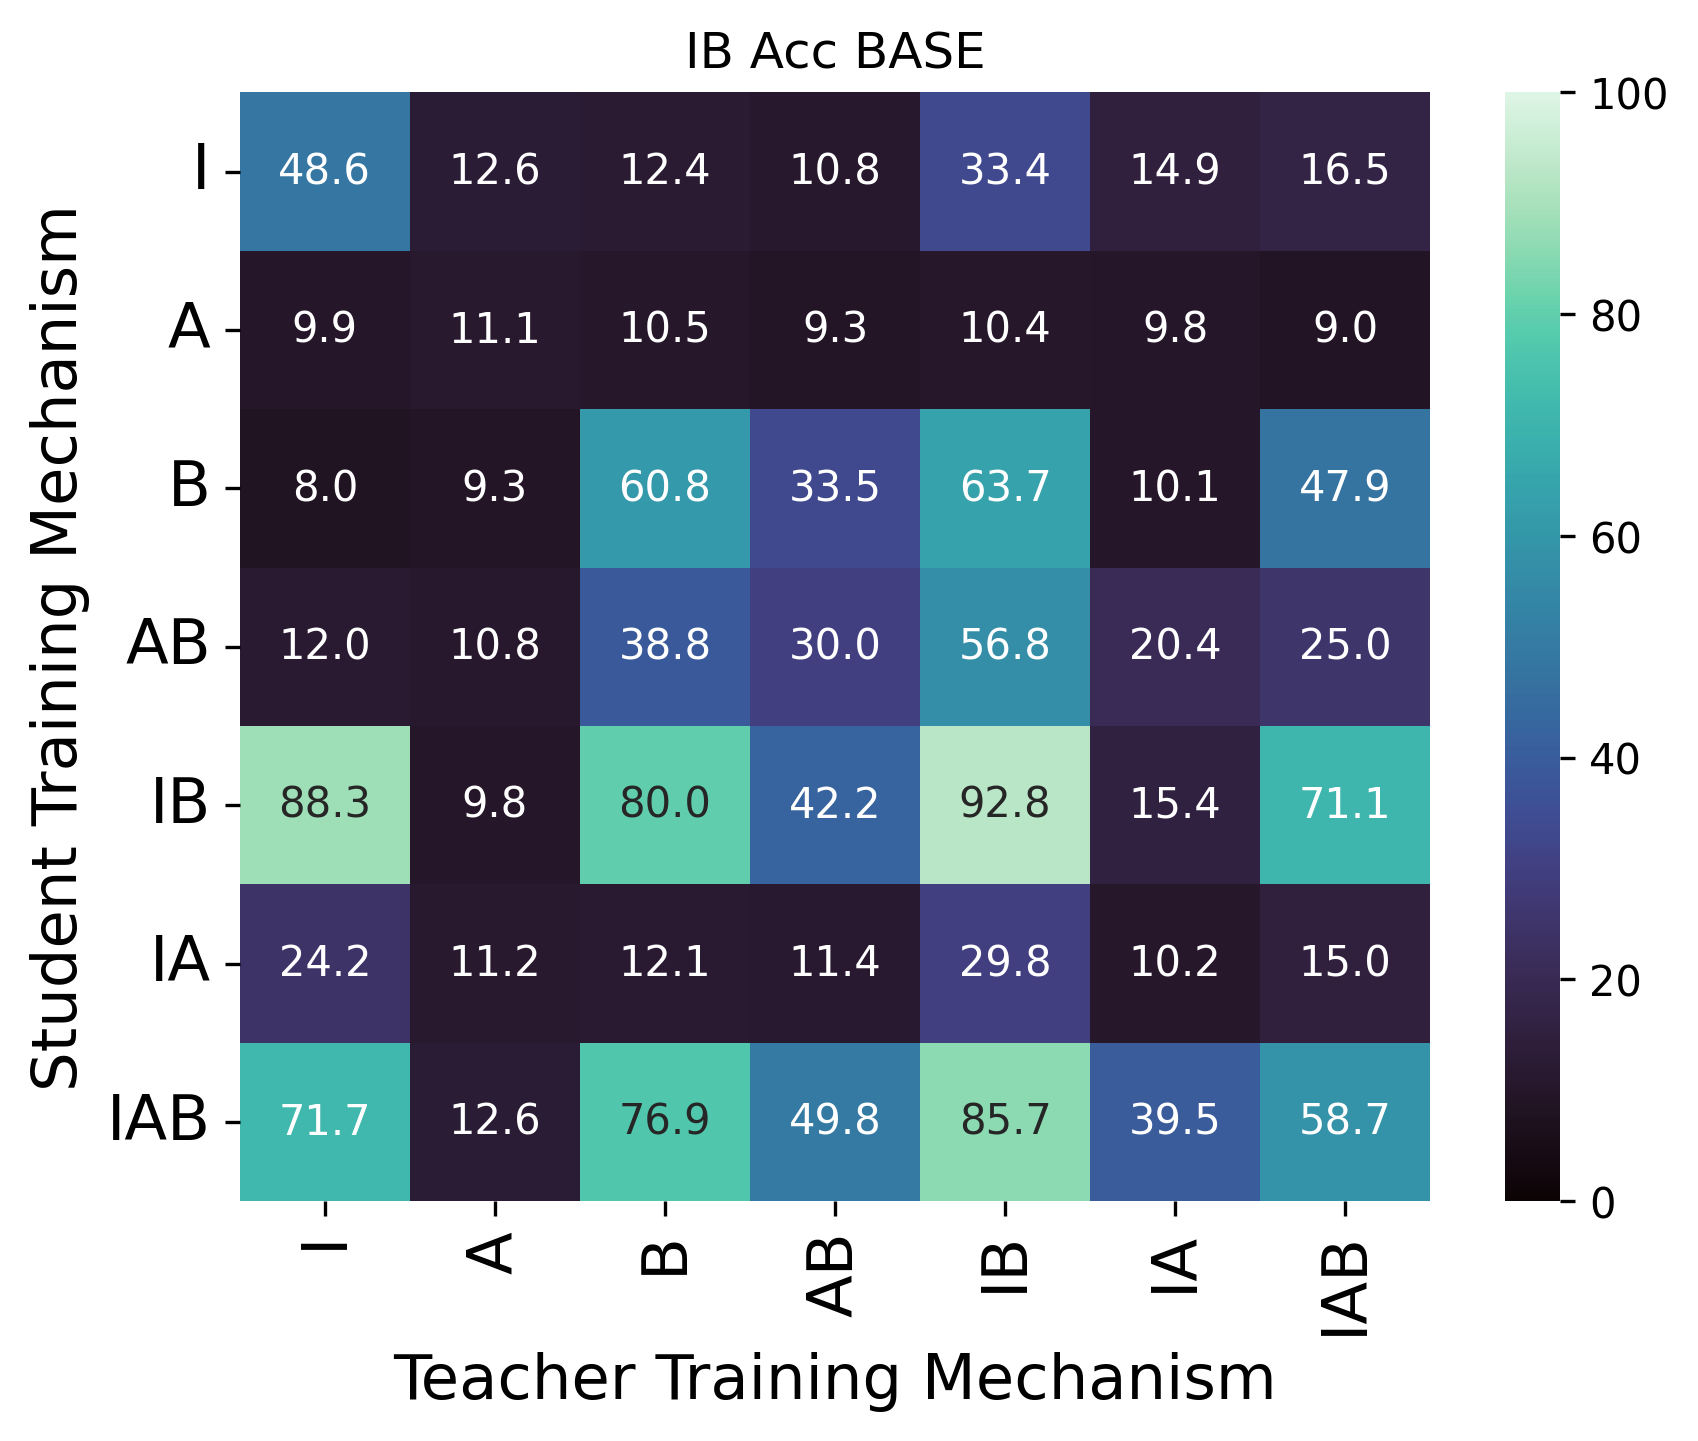 IB Acc BASE
Student Training Mechanism
I 48.6 12.6 12.4 10.8 33.4 14.9 16.5
A 9.9 11.1 10.5 9.3 10.4 9.8 9.0
B 8.0 9.3 60.8 33.5 63.7 10.1 47.9
AB 12.0 10.8 38.8 30.0 56.8 20.4 25.0
IB 88.3 9.8 80.0 42.2 92.8 15.4 71.1
IA 24.2 11.2 12.1 11.4 29.8 10.2 15.0
IAB 71.7 12.6 76.9 49.8 85.7 39.5 58.7
I A B AB IB IA IAB
Teacher Training Mechanism
100
80
60
40
20
0